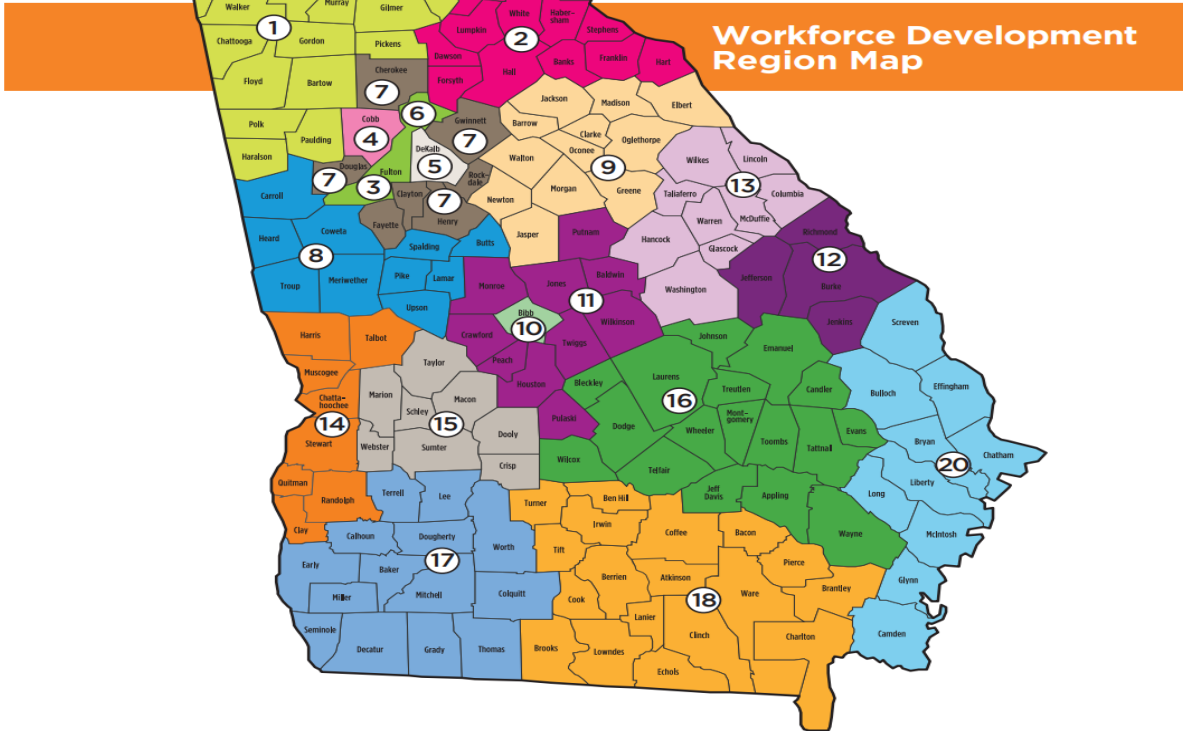 Workforce Development
Region Map
Walker
Murray
Gilmer
1
Chattooga
Gordon
Pickens
Floyd
Bartow
Polk
Paulding
Haralson
White
Haber-
sham
Lumpkin
2
Stephens
Dawson
Hall
Banks
Franklin
Hart
Forsyth
Cherokee
7
6
Cobb
4
Gwinnett
7
DeKalb
5
Douglas
7
Fulton
3
Rock-
dale
Clayton
7
Henry
Fayette
Jackson
Madison
Elbert
Barrow
Clarke
Oglethorpe
Oconee
Walton
9
Morgan
Greene
Newton
Jasper
Wilkes
Lincoln
13
Taliaferro
Columbia
Warren
McDuffie
Hancock
Glascock
Washington
Carroll
Heard
Coweta
8
Spalding
Butts
Troup
Meriwether
Pike
Lamar
Upson
Putnam
Monroe
Jones
Baldwin
11
Bibb
10
Wilkinson
Crawford
Twiggs
Peach
Houston
Pulaski
Richmond
12
Jefferson
Burke
Jenkins
Screven
Harris
Talbot
Muscogee
Chatta-
hoochee
14
Stewart
Quitman
Randolph
Clay
Taylor
Marion
Macon
Schley
15
Dooly
Webster
Sumter
Crisp
Johnson
Emanuel
Laurens
Bleckley
16
Treutlen
Candler
Dodge
Mont-
gomery
Wheeler
Toombs
Tattnall
Evans
Wilcox
Telfair
Jeff
Davis
Appling
Wayne
Bulloch
Effingham
Bryan
Chatham
20
Long
Liberty
McIntosh
Glynn
Camden
Terrell
Lee
Calhoun
Dougherty
Worth
17
Early
Baker
Miller
Mitchell
Colquitt
Seminole
Decatur
Grady
Thomas
Turner
Ben Hill
Irwin
Coffee
Bacon
Tift
Pierce
Berrien
Atkinson
Ware
Brantley
Cook
18
Lanier
Clinch
Charlton
Brooks
Lowndes
Echols